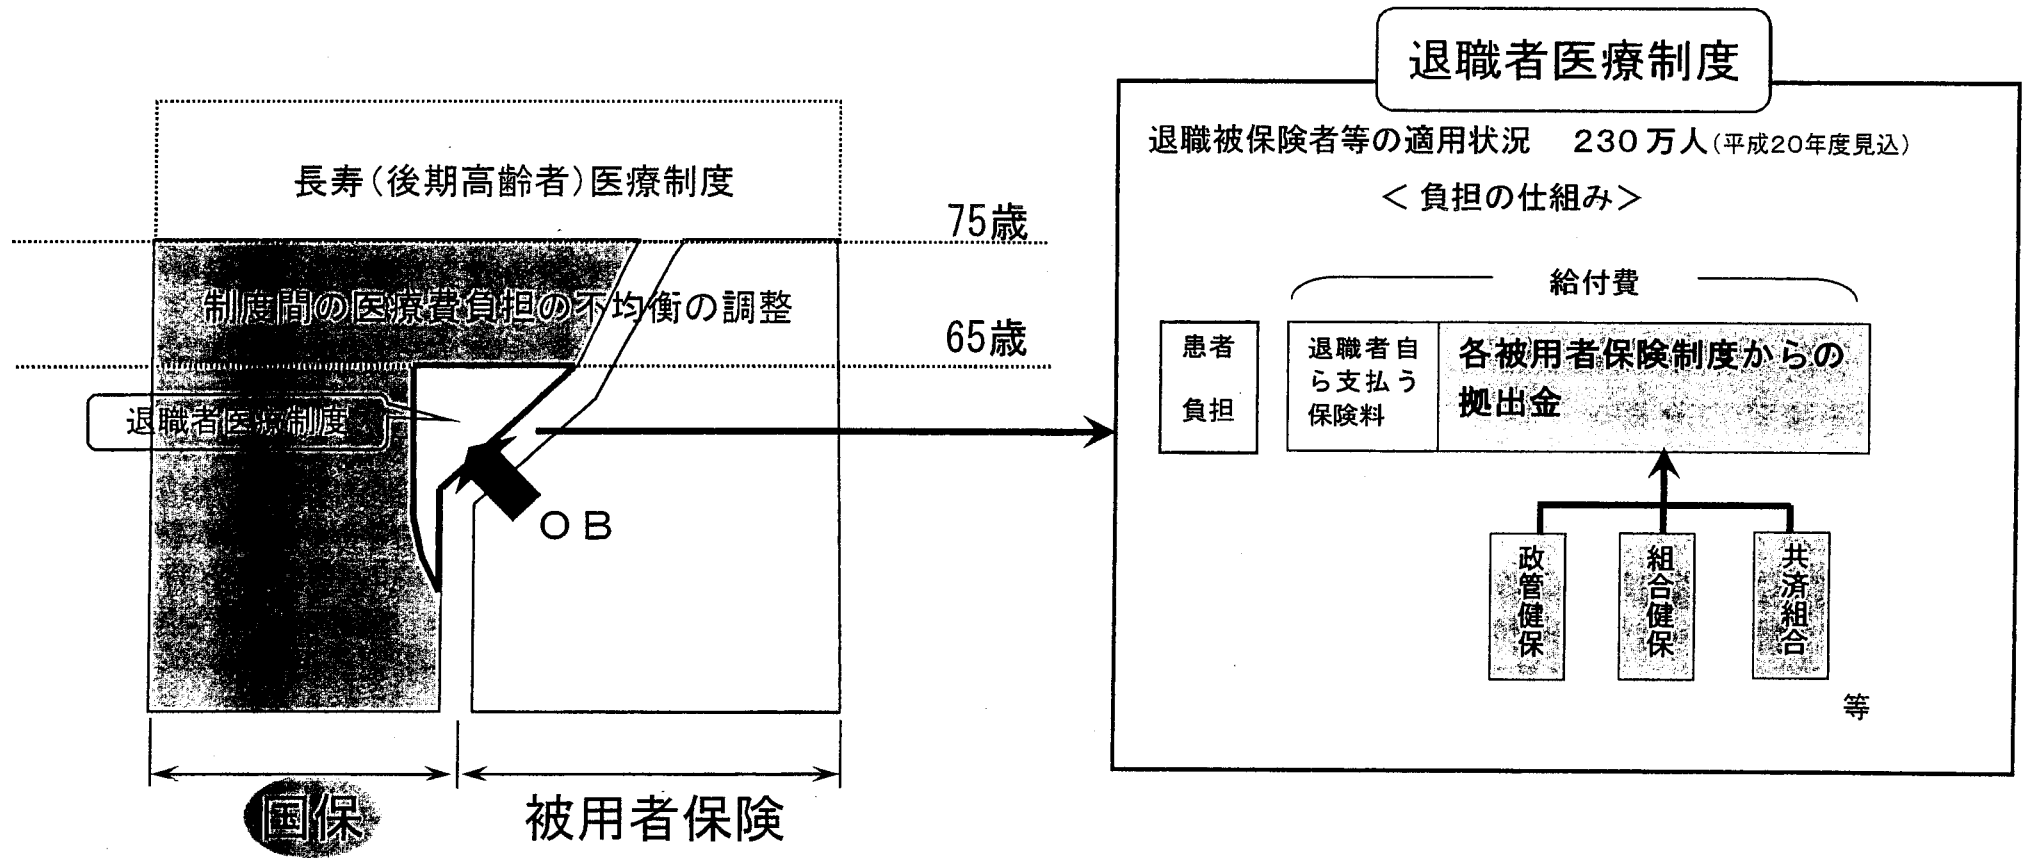 長寿（後期高齢者）医療制度
75歳
制度間の医療費負担の不均衡の調整
65歳
退職者医療制度
ＯＢ
国保
被用者保険
退職者医療制度
退職被保険者等の適用状況　230万人（平成20年度見込）
＜負担の仕組み＞
給付費
患者
負担
退職者自
ら支払う
保険料
各被用者保険制度からの
拠出金
政管健保
組合健保
共済組合
等